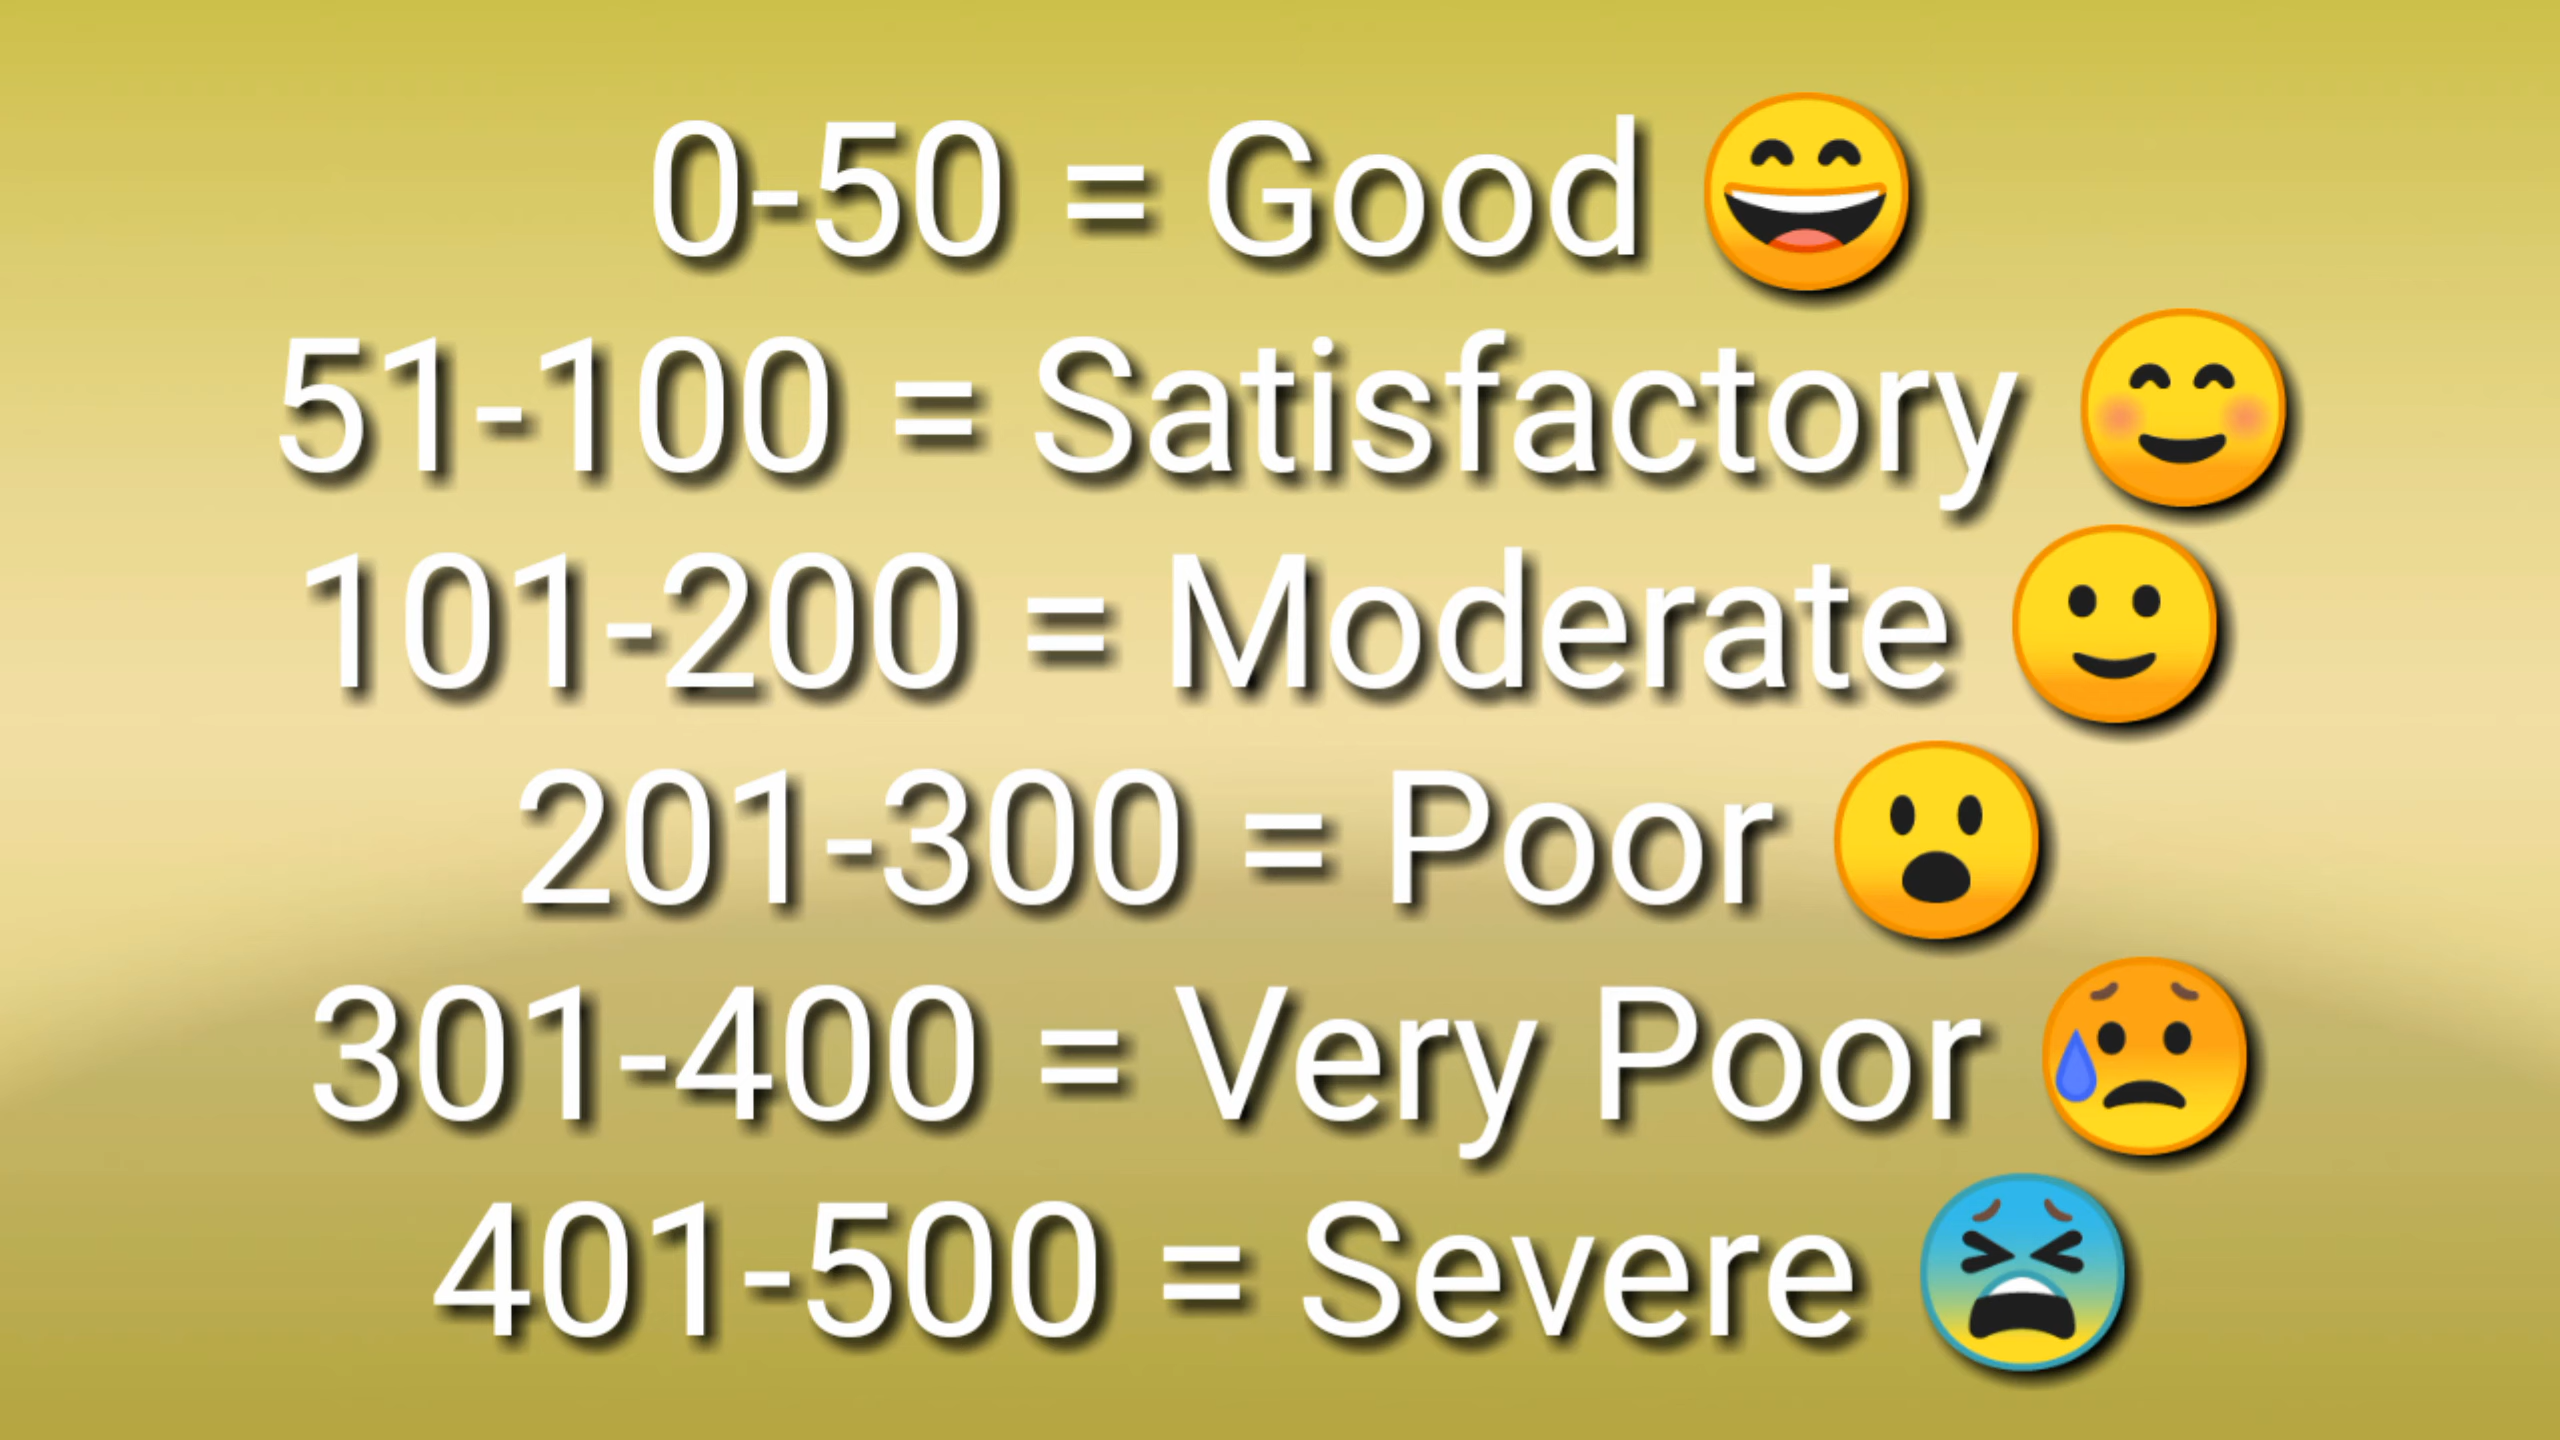 0-50 = Good 😄
51-100 = Satisfactory 😊
101-200 = Moderate 🙂
201-300 = Poor 😮
301-400 = Very Poor 😥
401-500 = Severe 😫